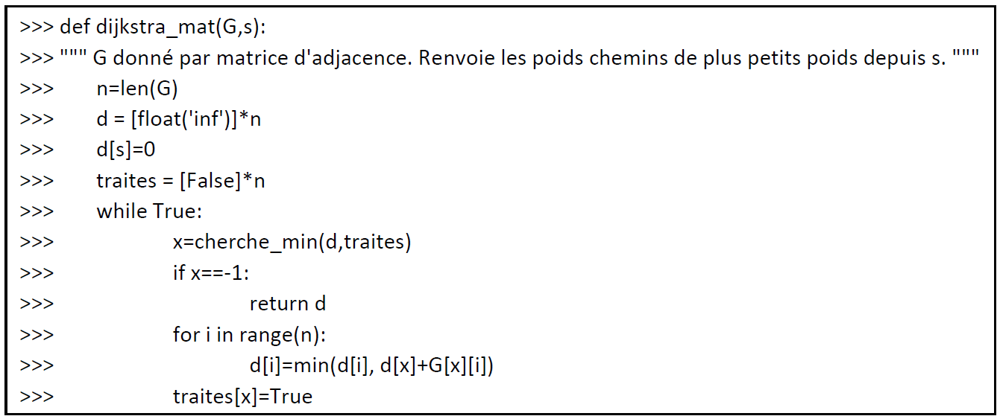 >>> def dijkstra_mat(G,s):
>>> """ G donné par matrice d'adjacence. Renvoie les poids chemins de plus petits poids depuis s. """
>>> n=len(G)
>>> d = [float('inf')]*n
>>> d[s]=0
>>> traites = [False]*n
>>> while True:
>>> x=cherche_min(d,traites)
>>> if x==-1:
>>> return d
>>> for i in range(n):
>>> d[i]=min(d[i], d[x]+G[x][i])
>>> traites[x]=True